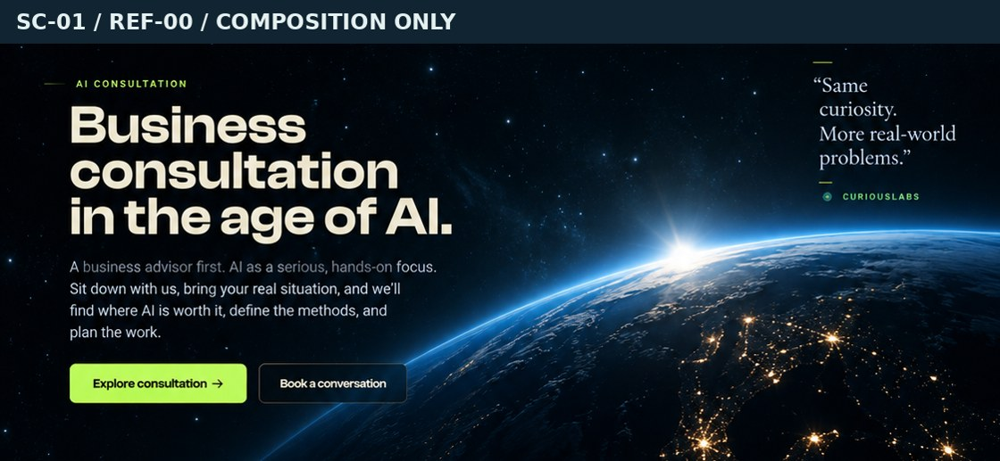 SC-01 / REF-00 / COMPOSITION ONLY
AI CONSULTATION
Business
consultation
in the age of AI.
A business advisor first. AI as a serious, hands-on focus.
Sit down with us, bring your real situation, and we'll
find where AI is worth it, define the methods, and
plan the work.
Explore consultation →
Book a conversation
“Same
curiosity.
More real-world
problems.”
CURIOUSLABS